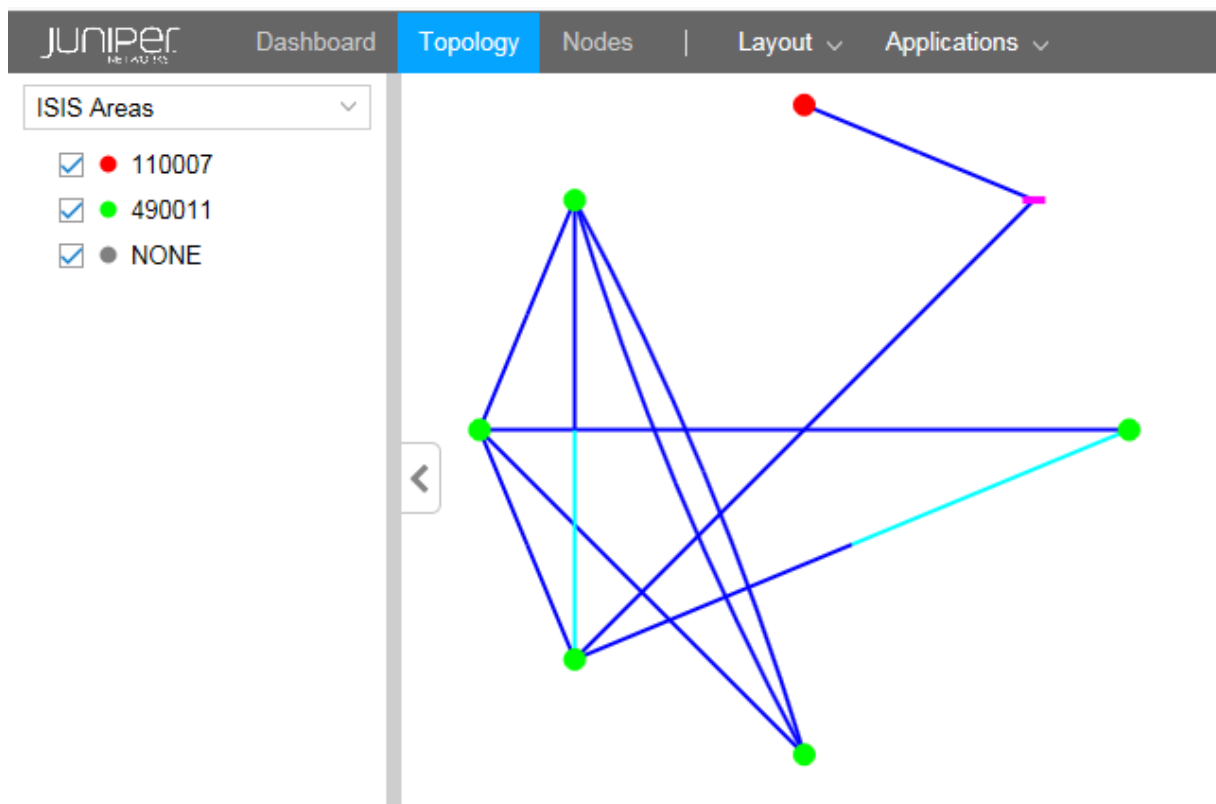 JUNIPER NETWORKS Dashboard Topology Nodes | Layout Applications
ISIS Areas
110007
490011
NONE